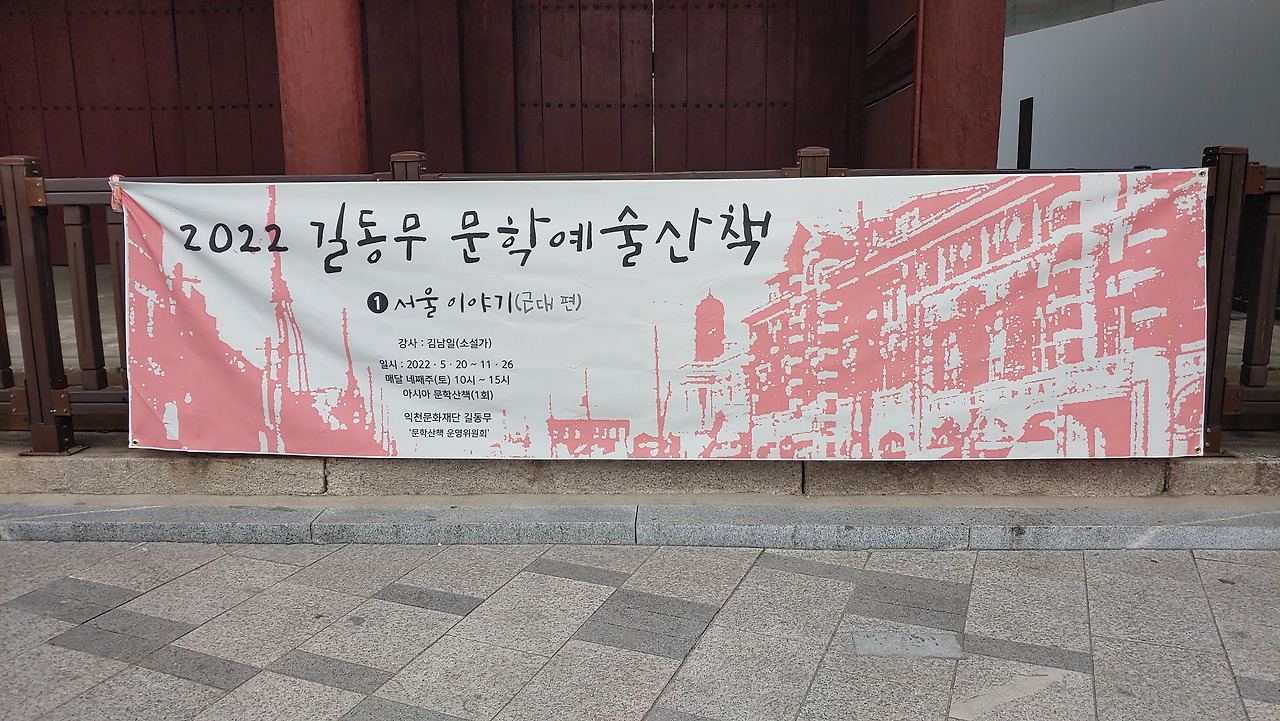 2022 길동무 문학예술산책
❶ 서울 이야기(근대 편)
강사 : 김남일(소설가)
일시 : 2022 · 5 · 20 ~ 11 · 26
매달 네째주(토) 10시 ~ 15시
아시아 문학산책(1회)
익천문화재단 길동무
'문학산책 운영위원회'